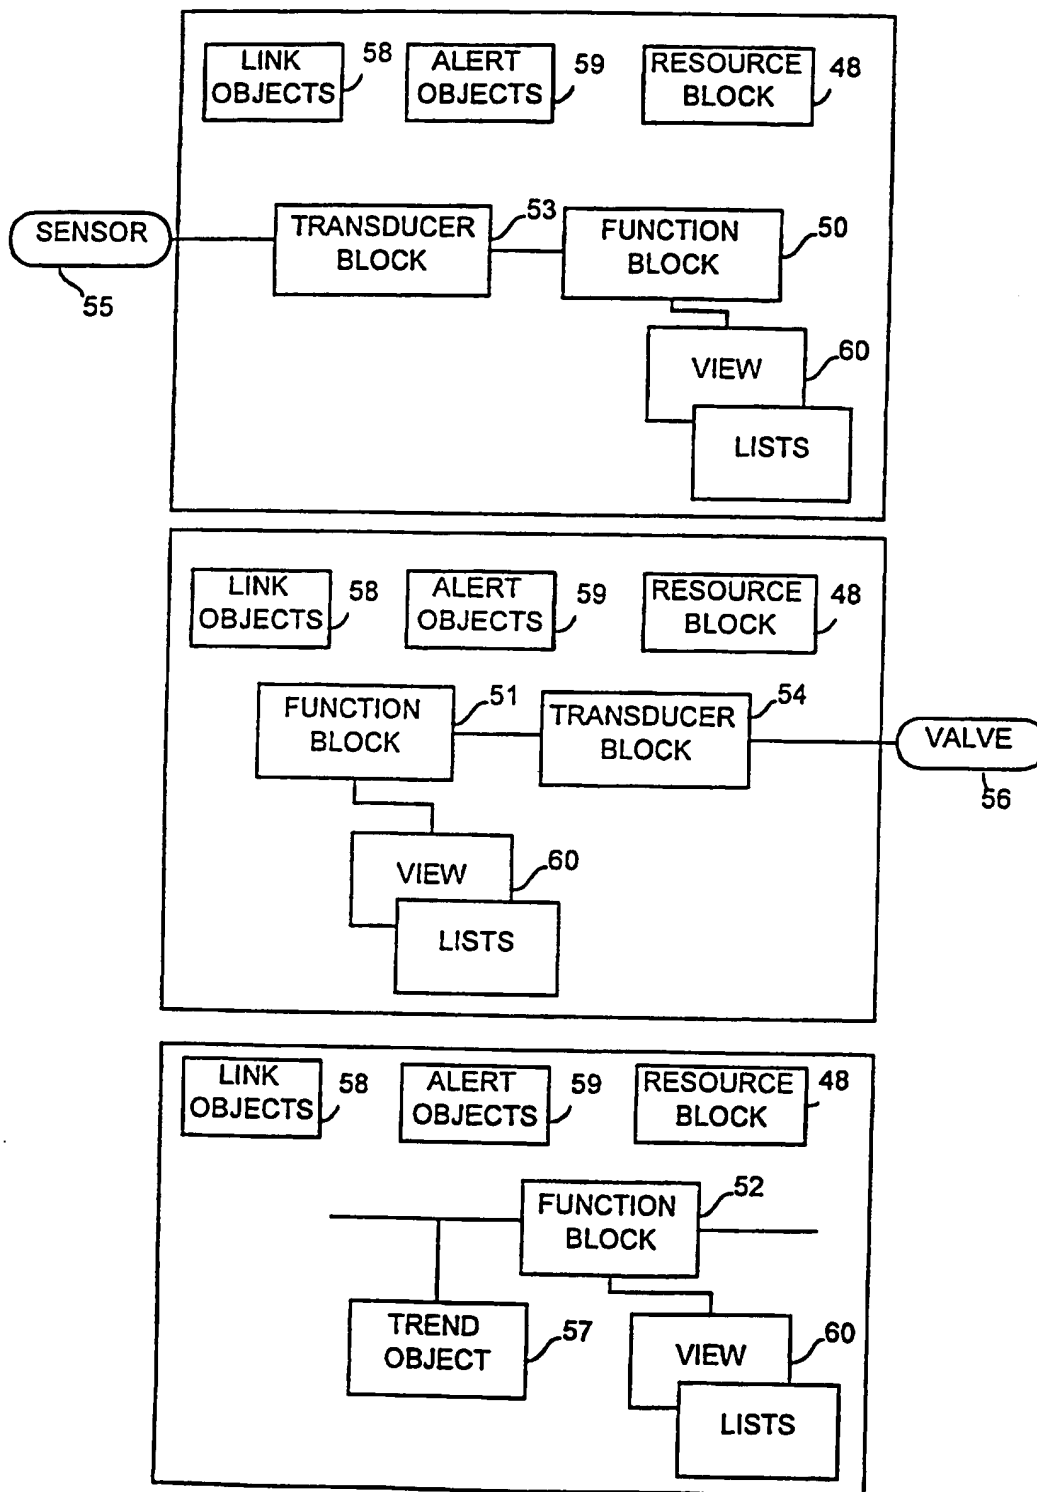 LINK
OBJECTS
58
ALERT
OBJECTS
59
RESOURCE
BLOCK
48
SENSOR
55
TRANSDUCER
BLOCK
53
FUNCTION
BLOCK
50
VIEW
60
LISTS
LINK
OBJECTS
58
ALERT
OBJECTS
59
RESOURCE
BLOCK
48
FUNCTION
BLOCK
51
TRANSDUCER
BLOCK
54
VALVE
56
VIEW
60
LISTS
LINK
OBJECTS
58
ALERT
OBJECTS
59
RESOURCE
BLOCK
48
FUNCTION
BLOCK
52
TREND
OBJECT
57
VIEW
60
LISTS